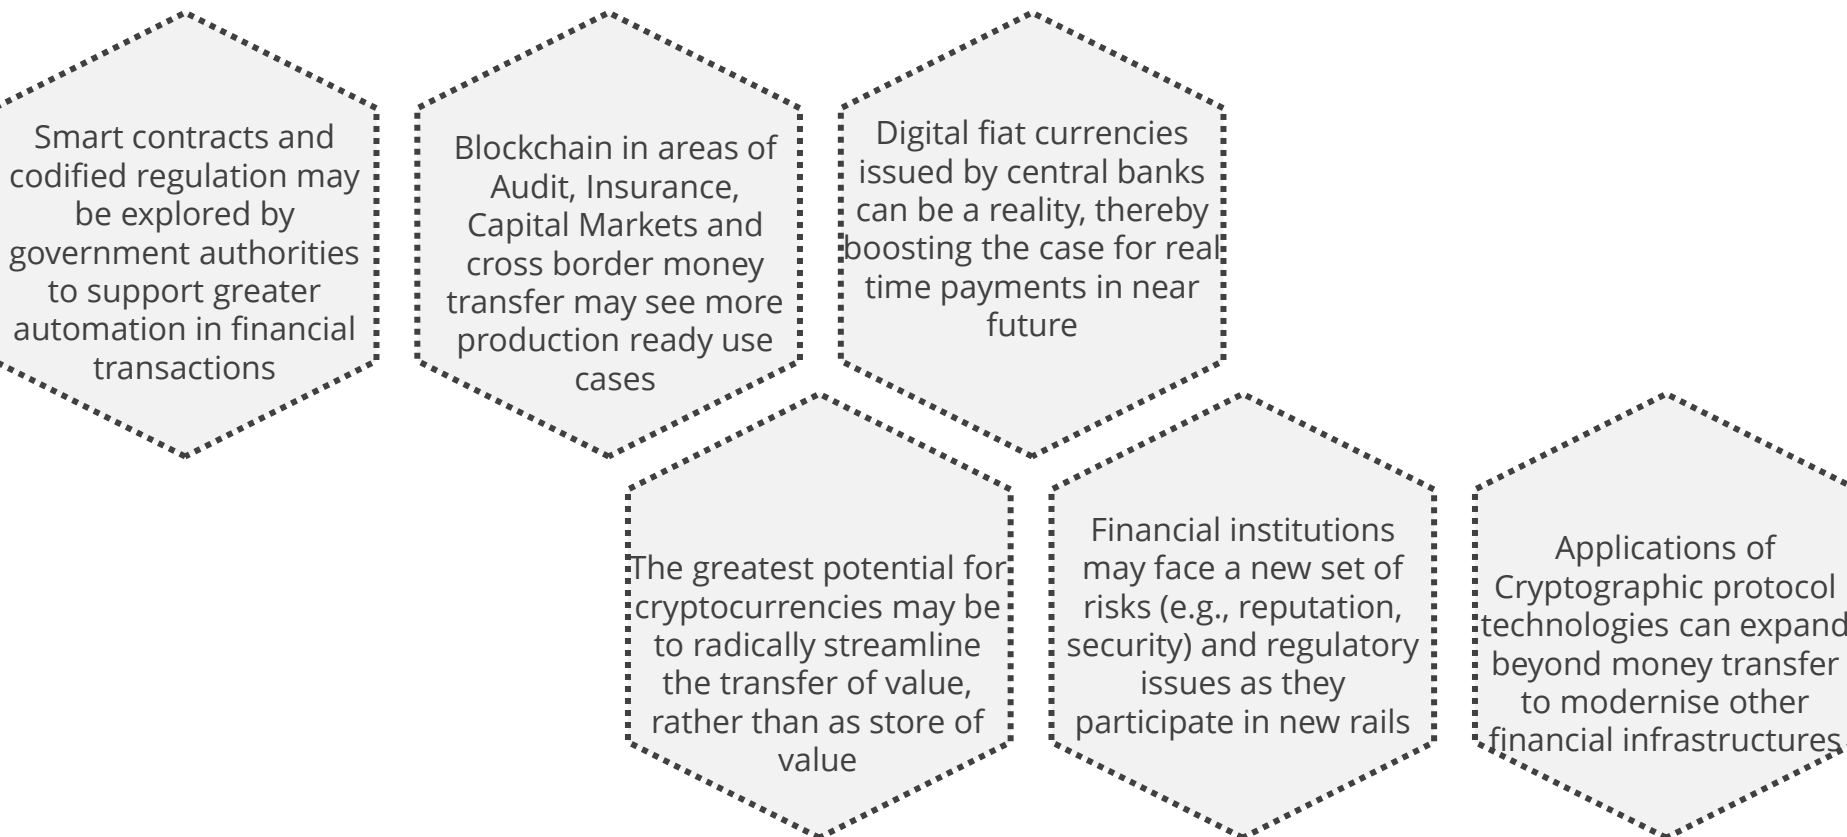 Smart contracts and
codified regulation may
be explored by
government authorities
to support greater
automation in financial
transactions
Blockchain in areas of
Audit, Insurance,
Capital Markets and
cross border money
transfer may see more
production ready use
cases
Digital fiat currencies
issued by central banks
can be a reality, thereby
boosting the case for real
time payments in near
future
The greatest potential for
cryptocurrencies may be
to radically streamline
the transfer of value,
rather than as store of
value
Financial institutions
may face a new set of
risks (e.g., reputation,
security) and regulatory
issues as they
participate in new rails
Applications of
Cryptographic protocol
technologies can expand
beyond money transfer
to modernise other
financial infrastructures